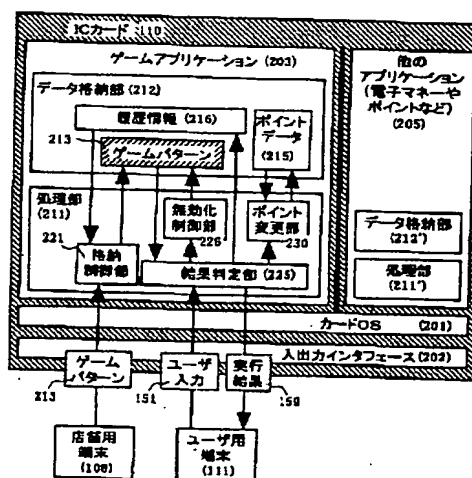 ICカード 110
ゲームアプリケーション (203)
データ格納部 (212)
履歴情報 (216)
213
ゲームパターン
ポイント
データ
(215)
処理部
(211)
221
格納
制御部
無効化
制御部
226
ポイント
変更部
230
結果判定部 (225)
他の
アプリケーション
(電子マネーや
ポイントなど)
(205)
データ格納部
(212')
処理部
(211')
カードOS (201)
入出力インタフェース (202)
ゲーム
パターン
213
ユーザ
入力
151
実行
結果
159
店舗用
端末
(108)
ユーザ用
端末
(111)